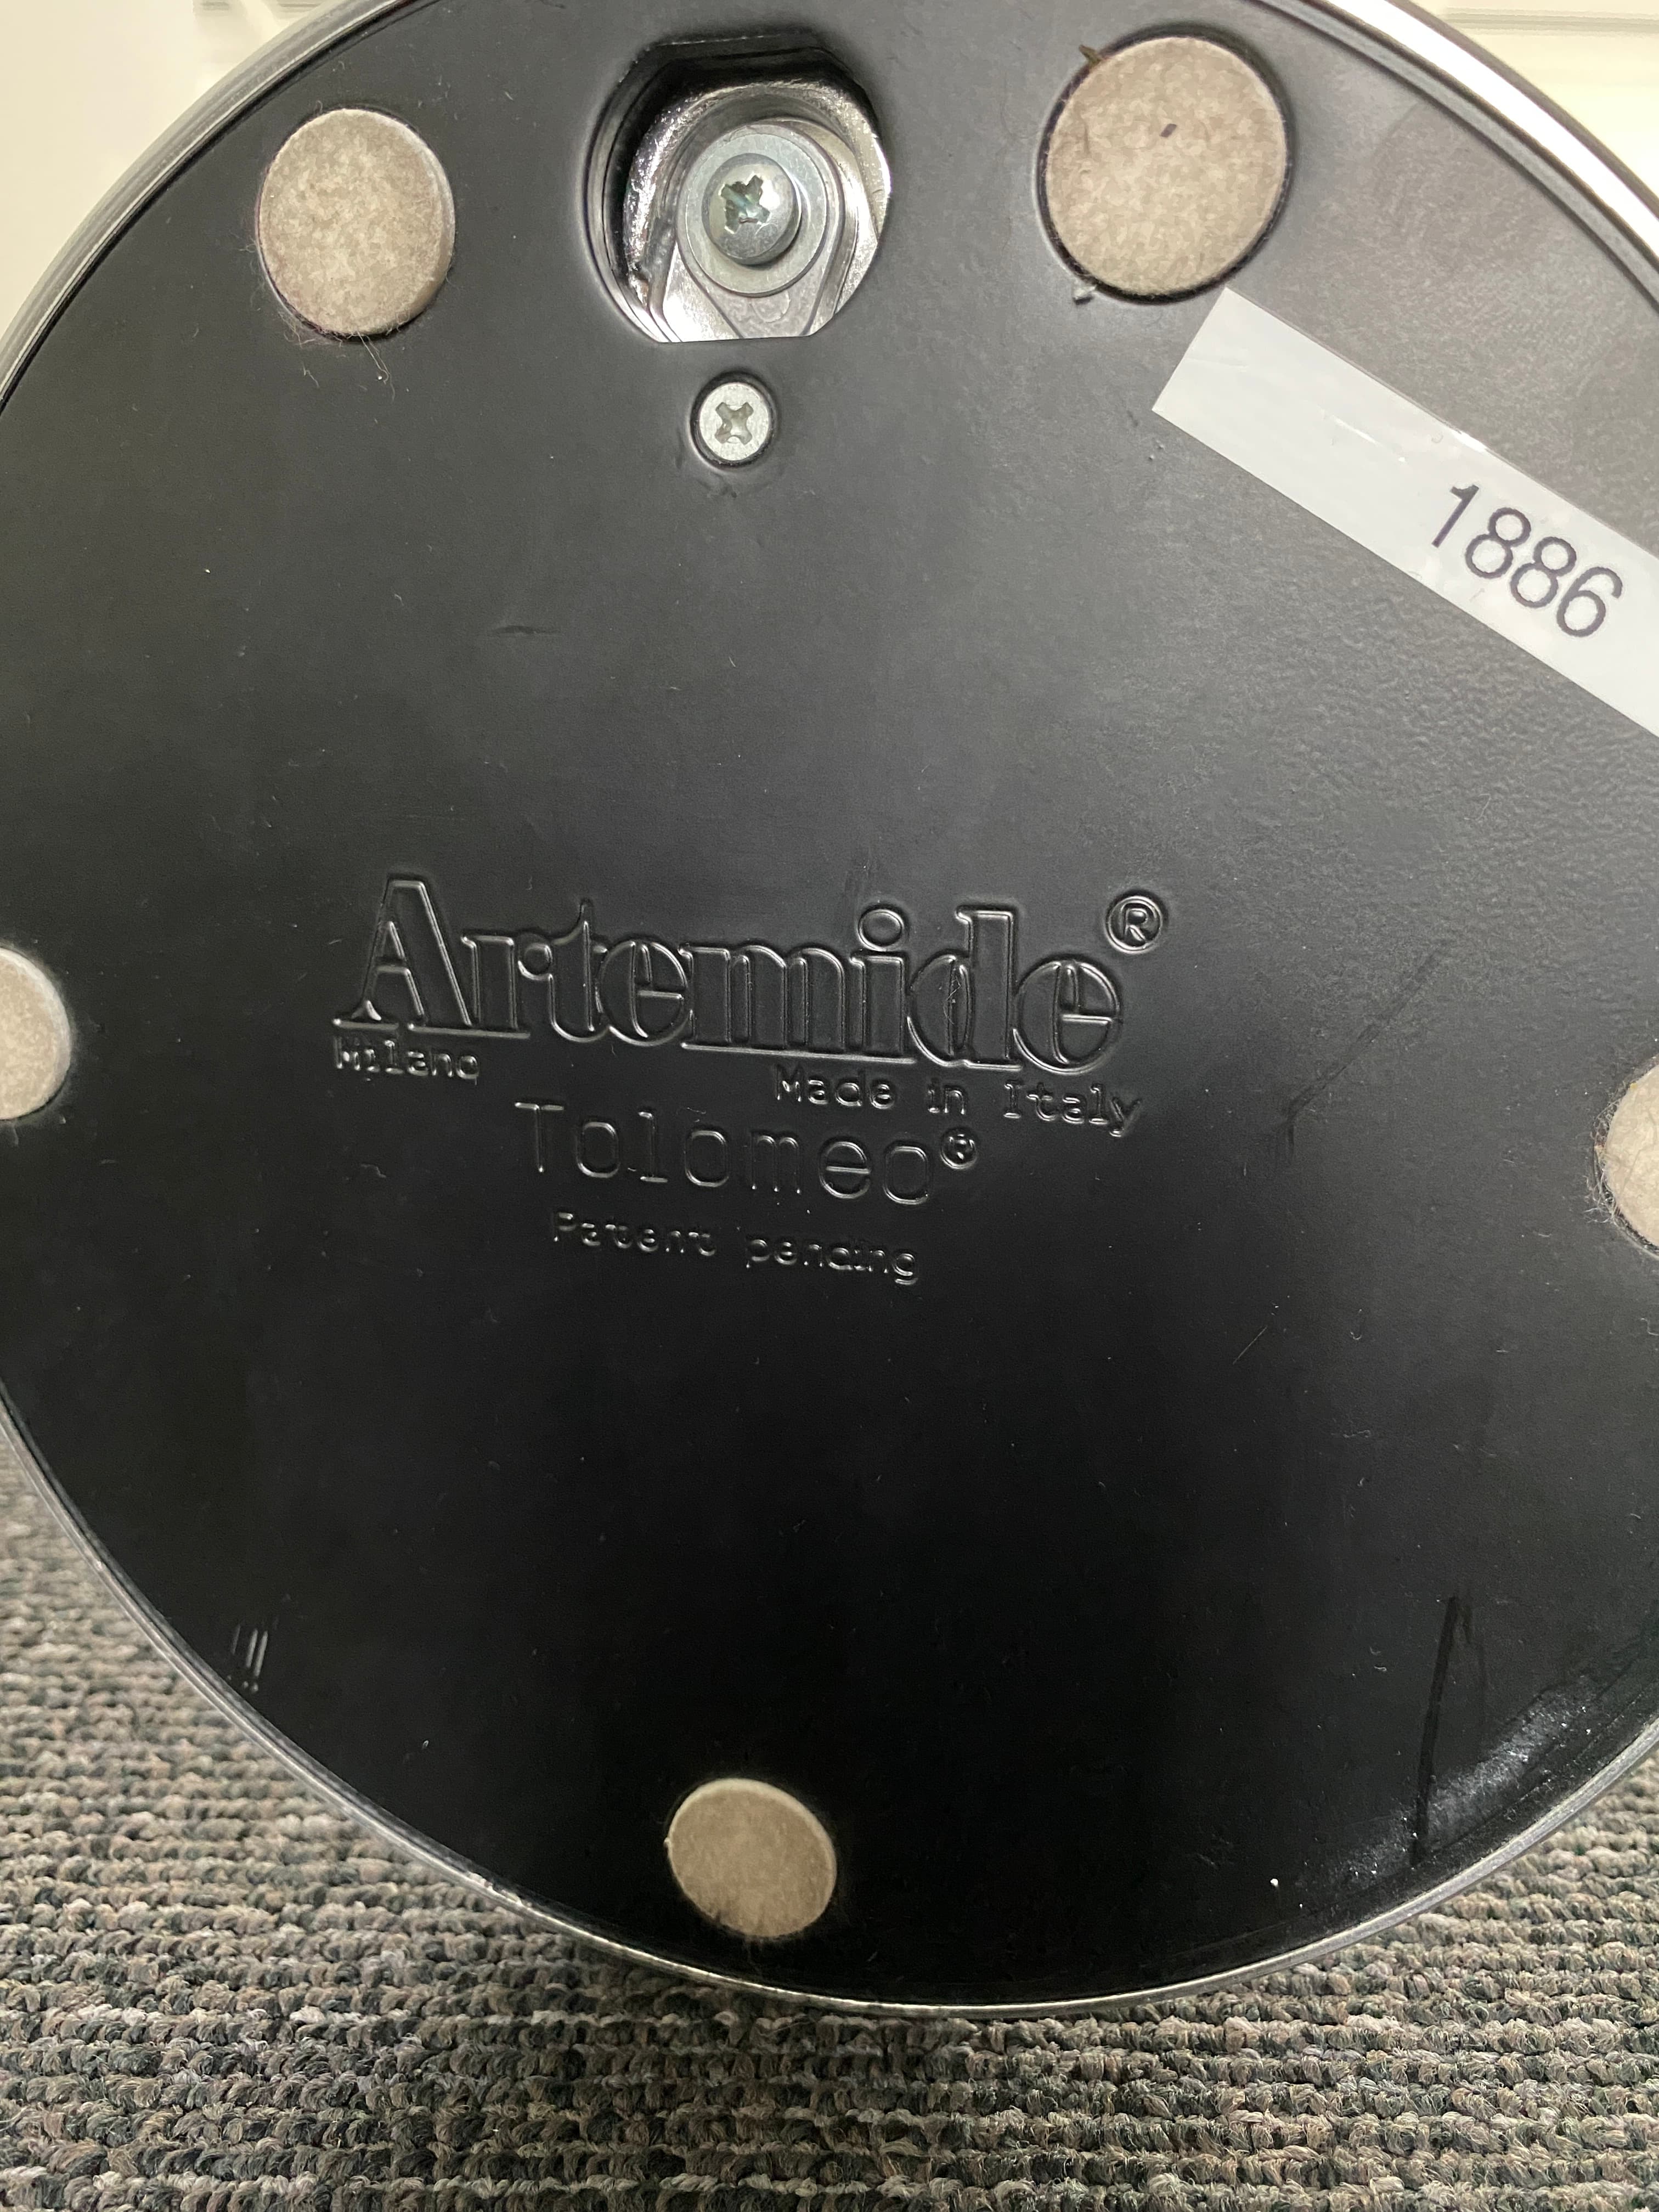 1886
Artemide®
Milano Made in Italy
Tolomeo®
Patent pending